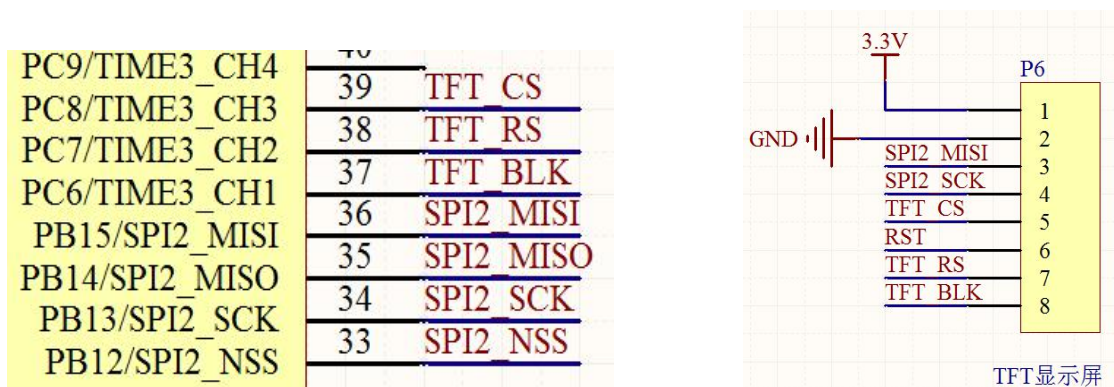 PC9/TIME3_CH4
PC8/TIME3_CH3
PC7/TIME3_CH2
PC6/TIME3_CH1
PB15/SPI2_MISI
PB14/SPI2_MISO
PB13/SPI2_SCK
PB12/SPI2_NSS
39 TFT_CS
38 TFT_RS
37 TFT_BLK
36 SPI2_MISI
35 SPI2_MISO
34 SPI2_SCK
33 SPI2_NSS
3.3V
P6
GND
1
2
SPI2_MISI 3
SPI2_SCK 4
TFT_CS 5
RST 6
TFT_RS 7
TFT_BLK 8
TFT显示屏